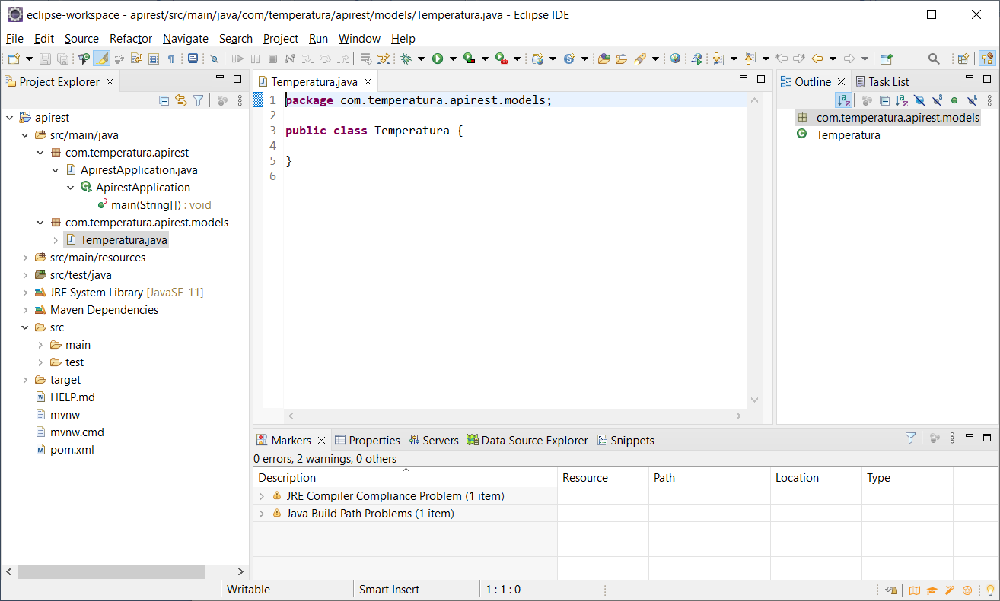 eclipse-workspace - apirest/src/main/java/com/temperatura/apirest/models/Temperatura.java - Eclipse IDE
File Edit Source Refactor Navigate Search Project Run Window Help
Project Explorer
apirest
src/main/java
com.temperatura.apirest
ApirestApplication.java
ApirestApplication
main(String[]) : void
com.temperatura.apirest.models
Temperatura.java
src/main/resources
src/test/java
JRE System Library [JavaSE-11]
Maven Dependencies
src
main
test
target
HELP.md
mvnw
mvnw.cmd
pom.xml
Temperatura.java
1 package com.temperatura.apirest.models;
2
3 public class Temperatura {
4
5 }
6
Outline Task List
com.temperatura.apirest.models
Temperatura
Markers Properties Servers Data Source Explorer Snippets
0 errors, 2 warnings, 0 others
Description Resource Path Location Type
JRE Compiler Compliance Problem (1 item)
Java Build Path Problems (1 item)
Writable Smart Insert 1 : 1 : 0